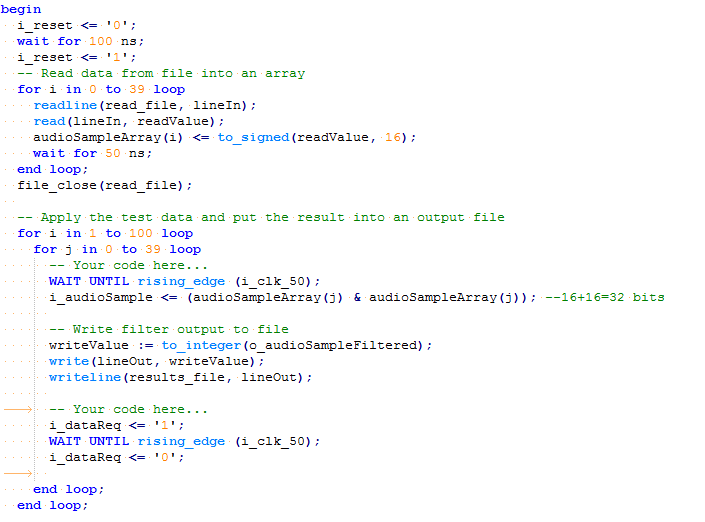 begin
i_reset <= '0';
wait for 100 ns;
i_reset <= '1';
-- Read data from file into an array
for i in 0 to 39 loop
readline(read_file, lineIn);
read(lineIn, readValue);
audioSampleArray(i) <= to_signed(readValue, 16);
wait for 50 ns;
end loop;
file_close(read_file);
-- Apply the test data and put the result into an output file
for i in 1 to 100 loop
for j in 0 to 39 loop
-- Your code here...
WAIT UNTIL rising_edge (i_clk_50);
i_audioSample <= (audioSampleArray(j) & audioSampleArray(j)); --16+16=32 bits
-- Write filter output to file
writeValue := to_integer(o_audioSampleFiltered);
write(lineOut, writeValue);
writeline(results_file, lineOut);
-- Your code here...
i_dataReq <= '1';
WAIT UNTIL rising_edge (i_clk_50);
i_dataReq <= '0';
end loop;
end loop;